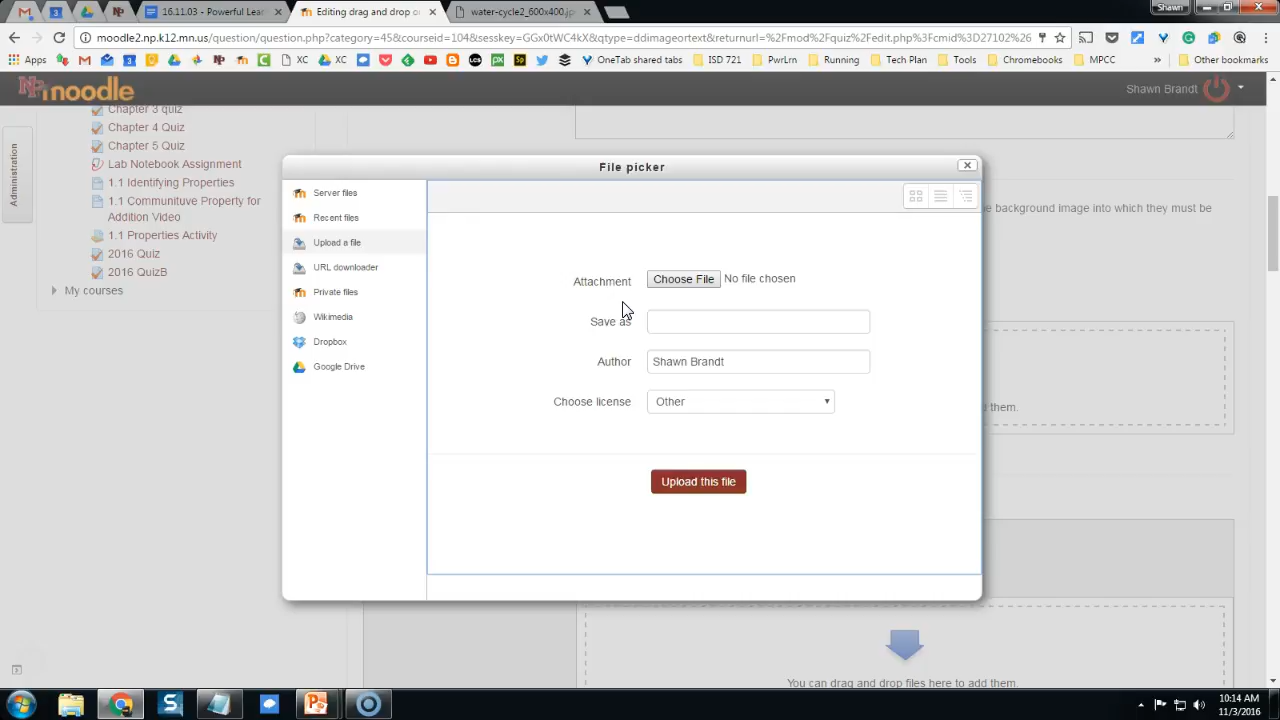 Shawn
16.11.03 - Powerful Lear
Editing drag and drop o
water-cycle2_600x400.jp
moodle2.np.k12.mn.us/question/question.php?category=45&courseid=104&sesskey=GGx0tWC4kX&qtype=ddimageortext&returnurl=%2Fmod%2Fquiz%2Fedit.php%3Fcmid%3D27102%26
Apps
XC
XC
OneTab shared tabs
ISD 721
PwrLrn
Running
Tech Plan
Tools
Chromebooks
MPCC
»
Other bookmarks
moodle
Shawn Brandt
Administration
Chapter 3 quiz
Chapter 4 Quiz
Chapter 5 Quiz
Lab Notebook Assignment
1.1 Identifying Properties
1.1 Communituve Property for
Addition Video
1.1 Properties Activity
2016 Quiz
2016 QuizB
My courses
e background image into which they must be
d them.
File picker
Server files
Recent files
Upload a file
URL downloader
Private files
Wikimedia
Dropbox
Google Drive
Attachment
Choose File No file chosen
Save as
Author
Shawn Brandt
Choose license
Other
Upload this file
You can drag and drop files here to add them.
10:14 AM
11/3/2016